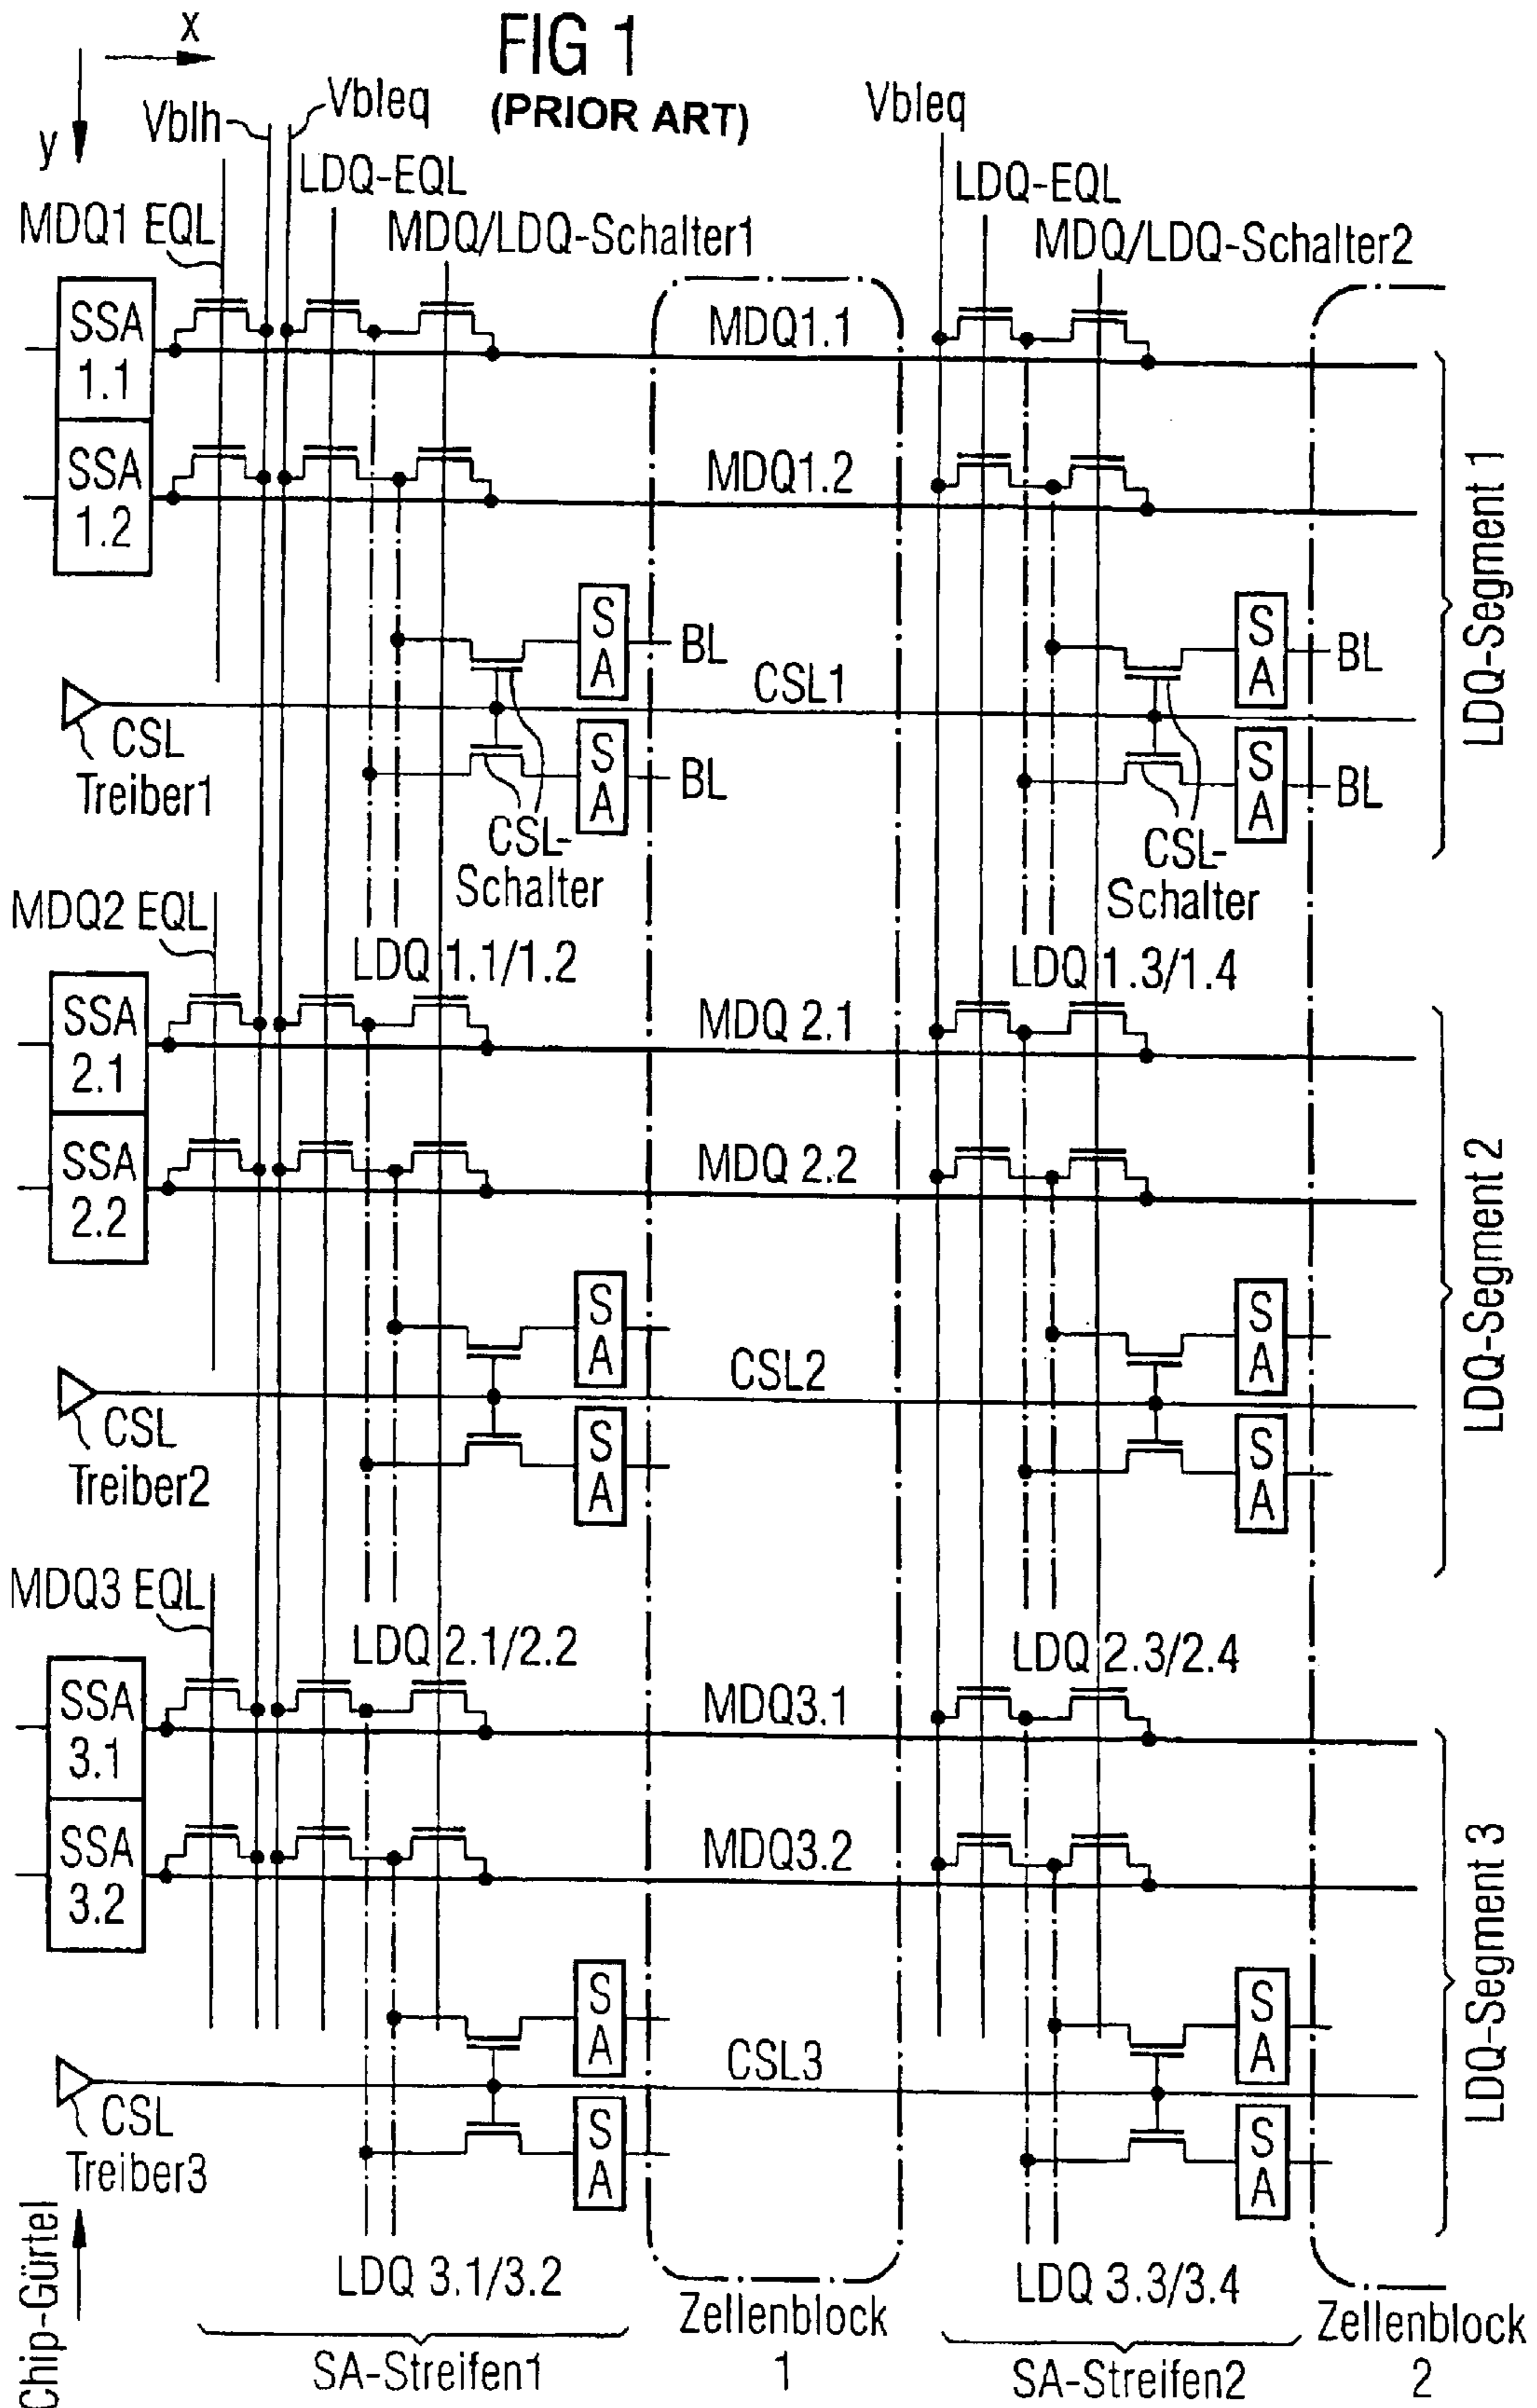 FIG 1
(PRIOR ART)
x
y
Vblh
Vbleq
Vbleq
LDQ-EQL
LDQ-EQL
MDQ1 EQL
MDQ/LDQ-Schalter1
MDQ/LDQ-Schalter2
SSA
1.1
MDQ1.1
SSA
1.2
MDQ1.2
LDQ-Segment 1
S
A
BL
S
A
BL
CSL1
CSL
Treiber1
S
A
BL
S
A
BL
CSL-
Schalter
CSL-
Schalter
MDQ2 EQL
LDQ 1.1/1.2
LDQ 1.3/1.4
SSA
2.1
MDQ 2.1
SSA
2.2
MDQ 2.2
LDQ-Segment 2
S
A
S
A
CSL2
CSL
Treiber2
S
A
S
A
MDQ3 EQL
LDQ 2.1/2.2
LDQ 2.3/2.4
SSA
3.1
MDQ3.1
SSA
3.2
MDQ3.2
LDQ-Segment 3
S
A
S
A
CSL3
CSL
Treiber3
S
A
S
A
Chip-Gürtel
LDQ 3.1/3.2
LDQ 3.3/3.4
SA-Streifen1
Zellenblock
1
SA-Streifen2
Zellenblock
2